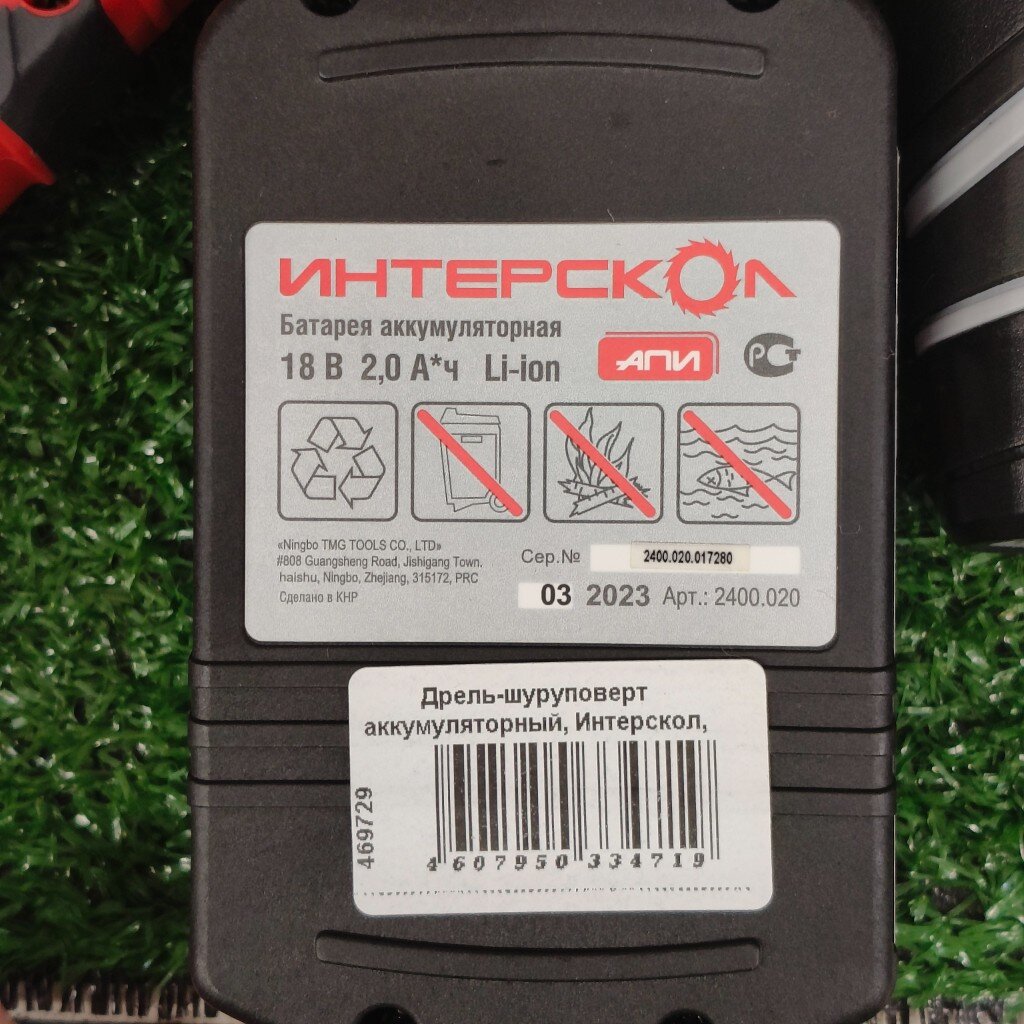 ИНТЕРСКОЛ
Батарея аккумуляторная
18 В 2,0 А*ч Li-ion
АПИ
РСТ
«Ningbo TMG TOOLS CO., LTD»
#808 Guangsheng Road, Jishigang Town.
haishu, Ningbo, Zhejiang, 315172, PRC
Сделано в КНР
Сер.№ 2400.020.017280
03 2023 Арт.: 2400.020
Дрель-шуруповерт
аккумуляторный, Интерскол,
469729
4607950334719